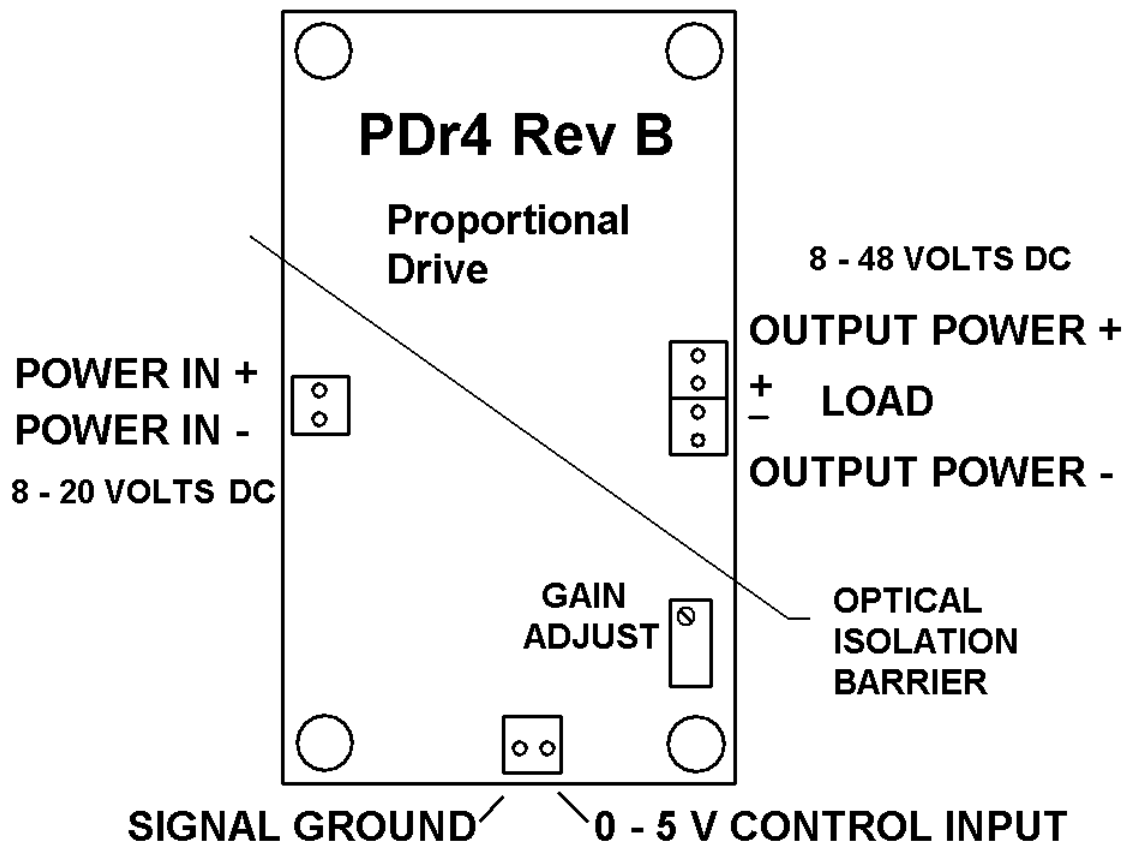 PDr4 Rev B
Proportional
Drive
8 - 48 VOLTS DC
OUTPUT POWER +
+
LOAD
–
OUTPUT POWER -
POWER IN +
POWER IN -
8 - 20 VOLTS DC
GAIN
ADJUST
OPTICAL
ISOLATION
BARRIER
SIGNAL GROUND
0 - 5 V CONTROL INPUT